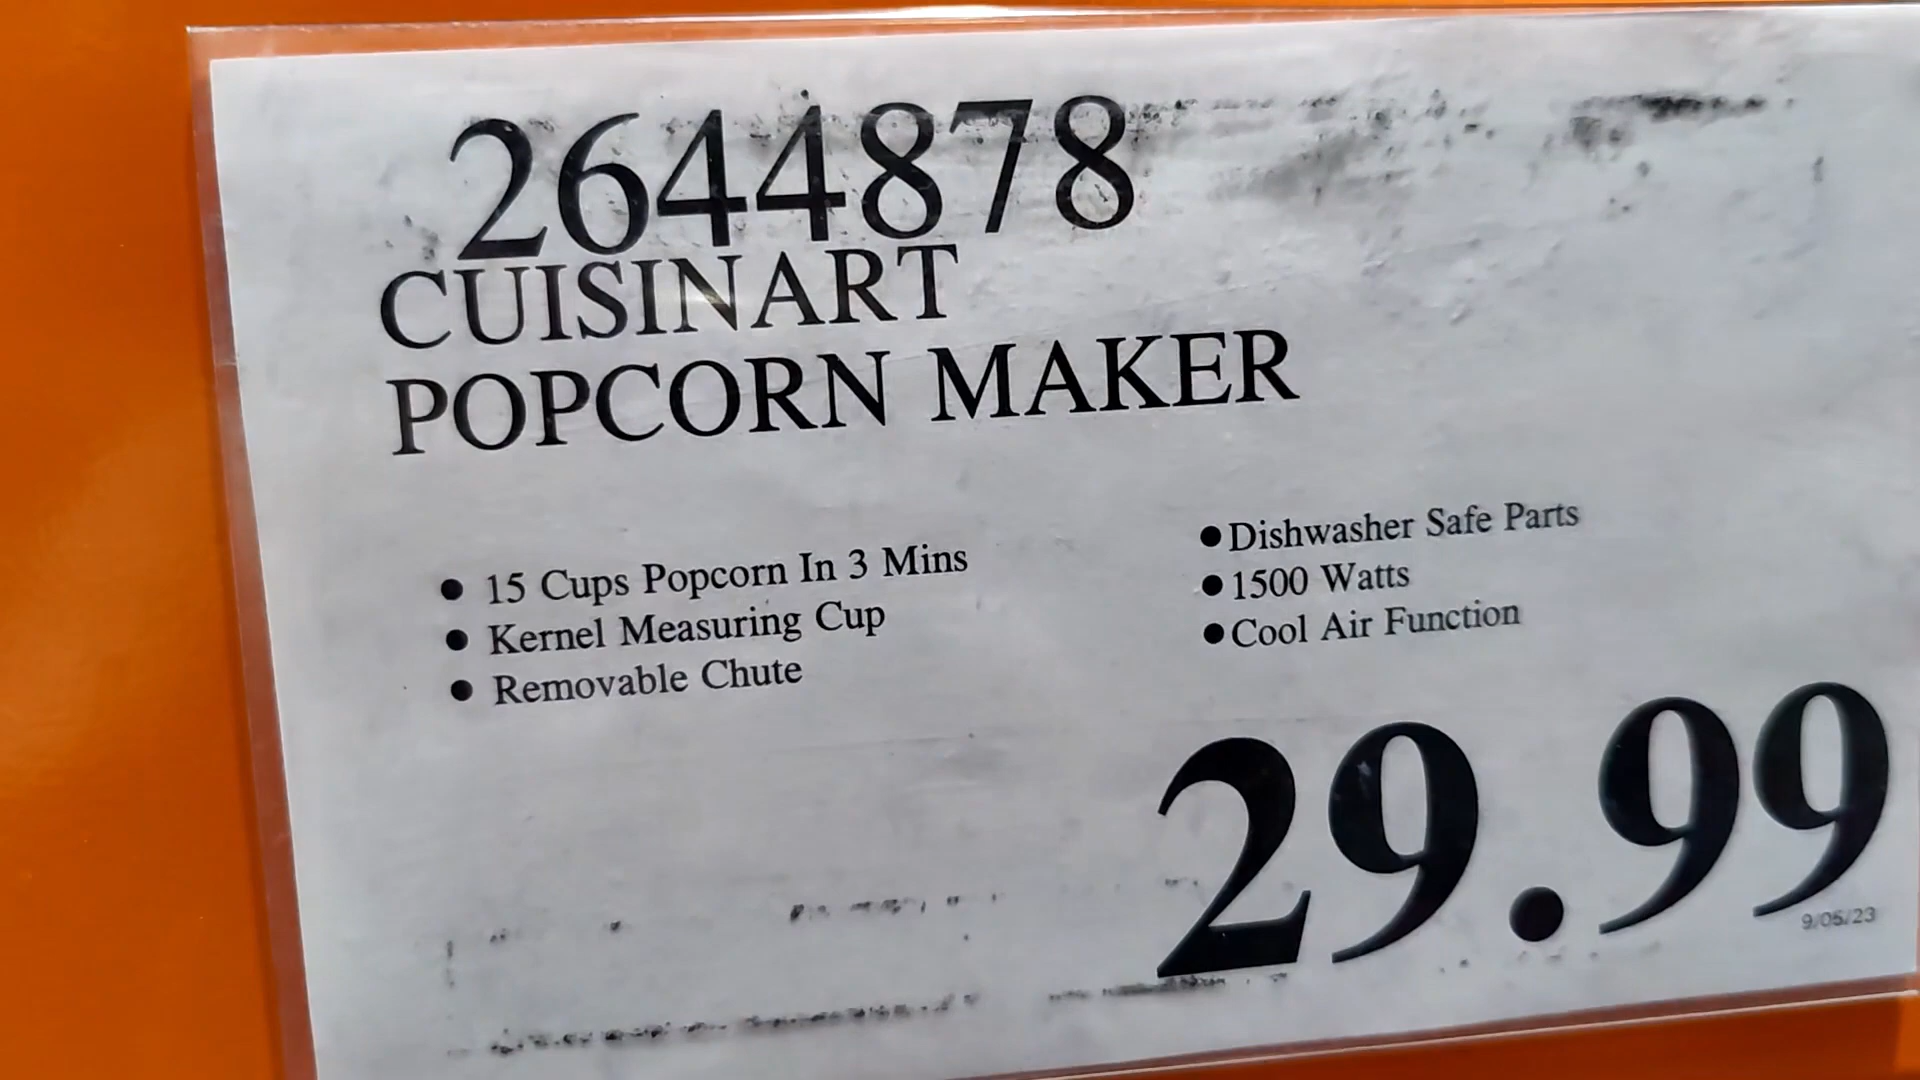 2644878
CUISINART
POPCORN MAKER
● 15 Cups Popcorn In 3 Mins
● Kernel Measuring Cup
● Removable Chute
● Dishwasher Safe Parts
● 1500 Watts
● Cool Air Function
29.99
9/05/23